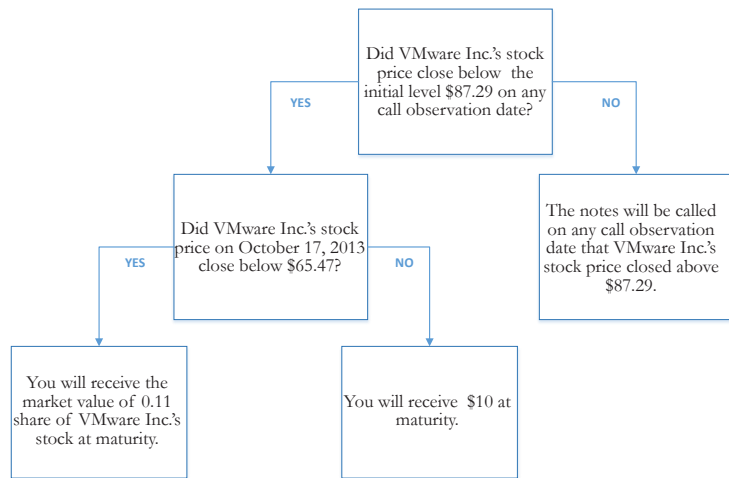 Did VMware Inc.'s stock
price close below the
initial level $87.29 on any
call observation date?
YES
NO
Did VMware Inc.'s stock
price on October 17, 2013
close below $65.47?
The notes will be called
on any call observation
date that VMware Inc.'s
stock price closed above
$87.29.
YES
NO
You will receive the
market value of 0.11
share of VMware Inc.'s
stock at maturity.
You will receive $10 at
maturity.